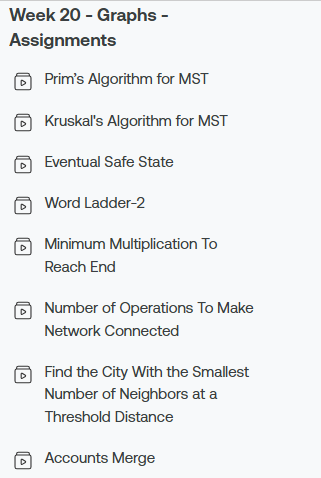 Week 20 - Graphs -
Assignments
Prim's Algorithm for MST
Kruskal's Algorithm for MST
Eventual Safe State
Word Ladder-2
Minimum Multiplication To
Reach End
Number of Operations To Make
Network Connected
Find the City With the Smallest
Number of Neighbors at a
Threshold Distance
Accounts Merge